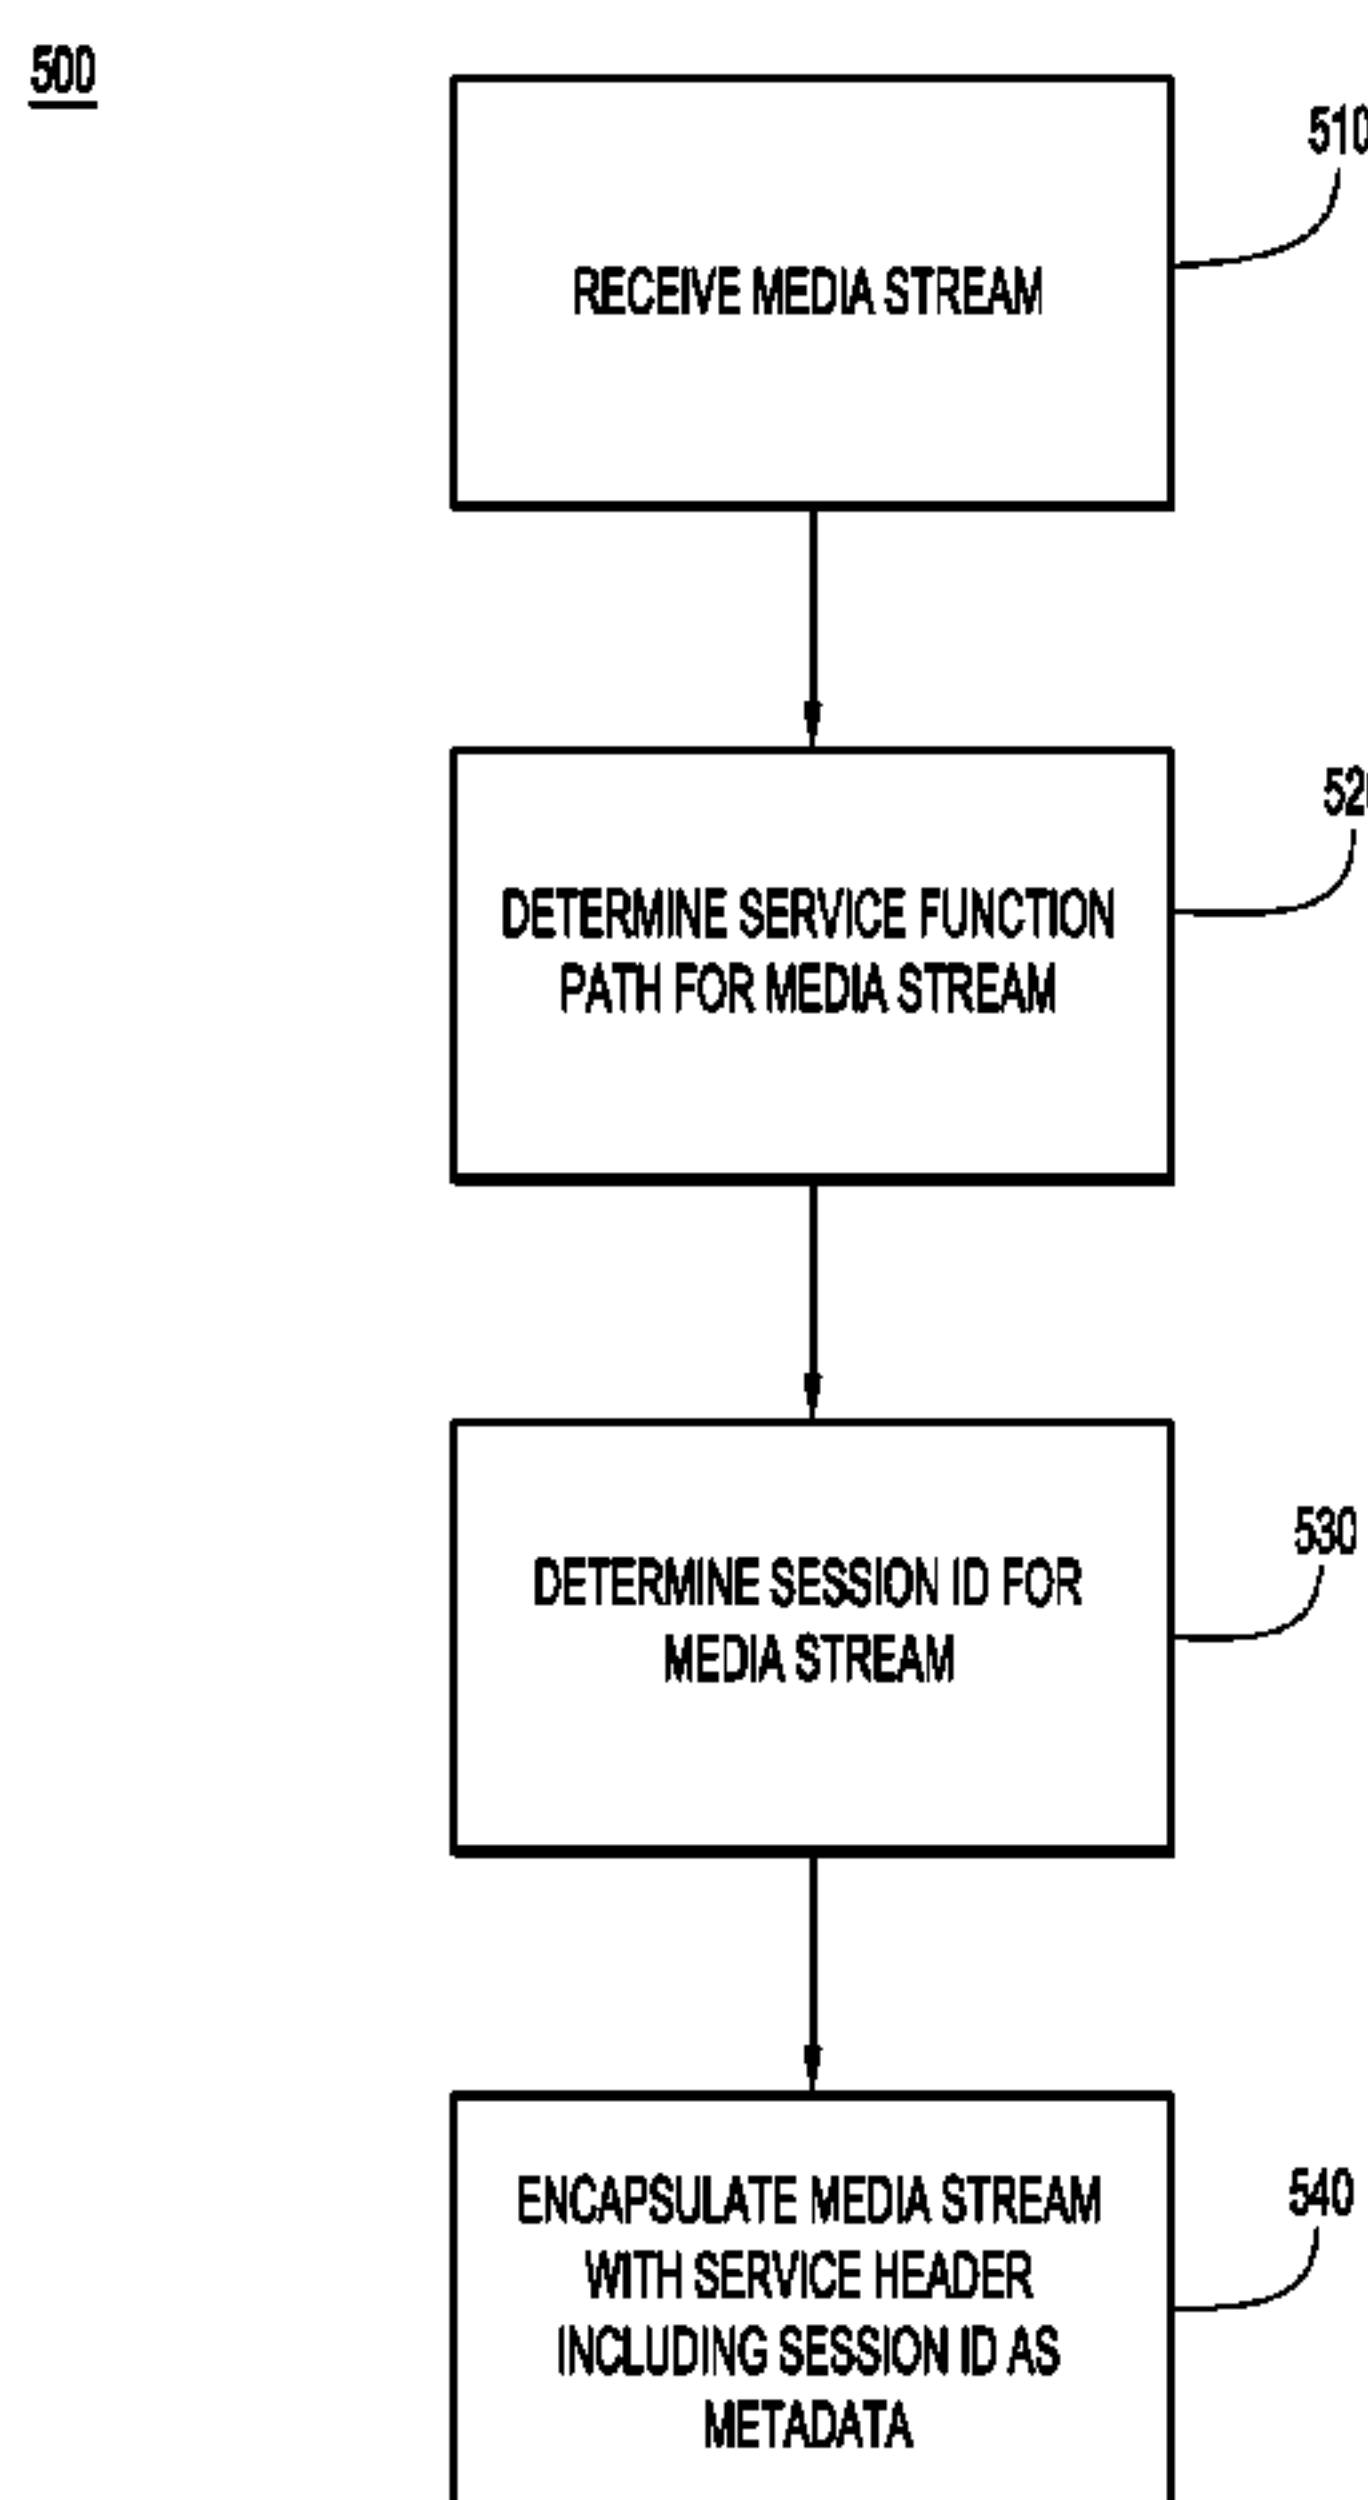 500
510
RECEIVE MEDIA STREAM
DETERMINE SERVICE FUNCTION
PATH FOR MEDIA STREAM
530
DETERMINE SESSION ID FOR
MEDIA STREAM
540
ENCAPSULATE MEDIA STREAM
WITH SERVICE HEADER
INCLUDING SESSION ID AS
METADATA